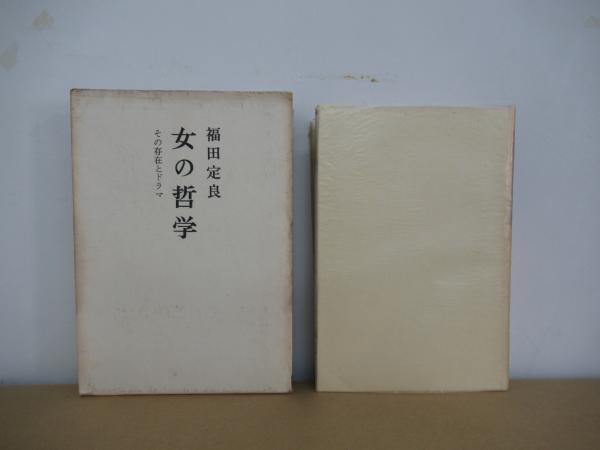 福田定良
女の哲学
その存在とドラマ